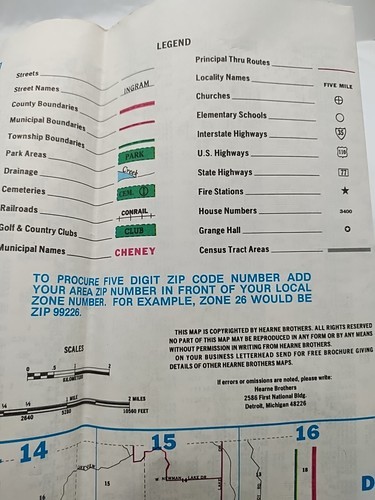 LEGEND
Streets
Street Names INGRAM
County Boundaries
Municipal Boundaries
Township Boundaries
Park Areas PARK
Drainage Creek
Cemeteries CEM.
Railroads CONRAIL
Golf & Country Clubs CLUB
Municipal Names CHENEY
Principal Thru Routes
Locality Names FIVE MILE
Churches
Elementary Schools
Interstate Highways
U.S. Highways
State Highways 77
Fire Stations
House Numbers 3400
Grange Hall
Census Tract Areas
TO PROCURE FIVE DIGIT ZIP CODE NUMBER ADD
YOUR AREA ZIP NUMBER IN FRONT OF YOUR LOCAL
ZONE NUMBER. FOR EXAMPLE, ZONE 26 WOULD BE
ZIP 99226.
THIS MAP IS COPYRIGHTED BY HEARNE BROTHERS. ALL RIGHTS RESERVED
NO PART OF THIS MAP MAY BE REPRODUCED IN ANY FORM OR BY ANY MEANS
WITHOUT PERMISSION IN WRITING FROM HEARNE BROTHERS.
ON YOUR BUSINESS LETTERHEAD SEND FOR FREE BROCHURE GIVING
DETAILS OF OTHER HEARNE BROTHERS MAPS.
If errors or omissions are noted, please write:
Hearne Brothers
2586 First National Bldg.
Detroit, Michigan 48226
SCALES
KILOMETER
2 MILES
2640 5280 10560 FEET
14 15 16
D